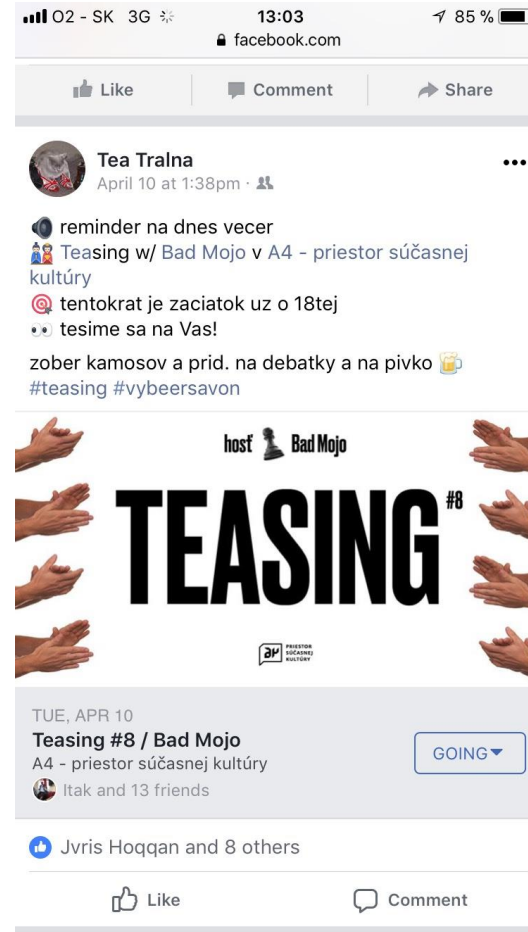 O2 - SK 3G 13:03 85 %
facebook.com
Like Comment Share
Tea Tralna
April 10 at 1:38pm ·
reminder na dnes vecer
Teasing w/ Bad Mojo v A4 - priestor súčasnej
kultúry
tentokrat je zaciatok uz o 18tej
tesime sa na Vas!
zober kamosov a prid. na debatky a na pivko
#teasing #vybeersavon
hosť Bad Mojo
TEASING #8
A4 PRIESTOR
SÚČASNEJ
KULTÚRY
TUE, APR 10
Teasing #8 / Bad Mojo
A4 - priestor súčasnej kultúry
Itak and 13 friends
GOING
Jvris Hoqqan and 8 others
Like Comment